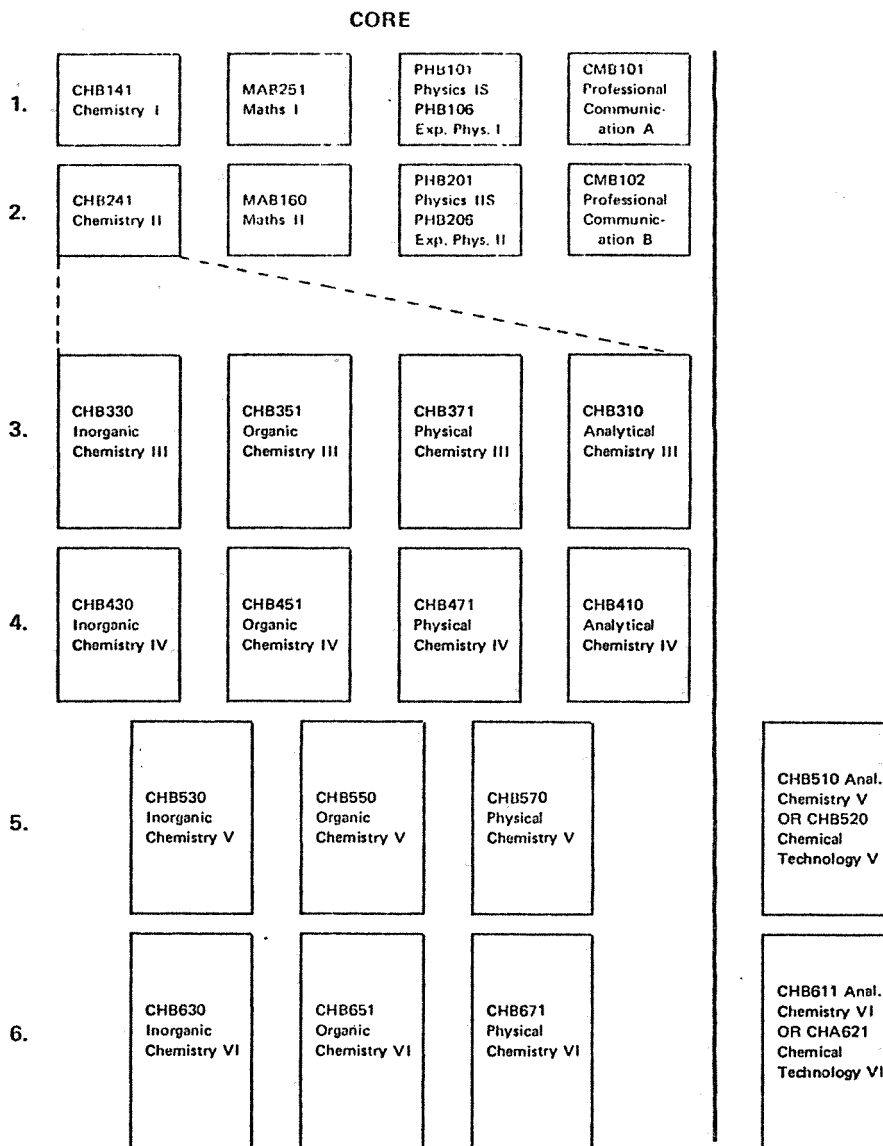 CORE
1.
CHB141
Chemistry I
MAB251
Maths I
PHB101
Physics IS
PHB106
Exp. Phys. I
CMB101
Professional
Communic-
ation A
2.
CHB241
Chemistry II
MAB160
Maths II
PHB201
Physics IIS
PHB206
Exp. Phys. II
CMB102
Professional
Communic-
ation B
3.
CHB330
Inorganic
Chemistry III
CHB351
Organic
Chemistry III
CHB371
Physical
Chemistry III
CHB310
Analytical
Chemistry III
4.
CHB430
Inorganic
Chemistry IV
CHB451
Organic
Chemistry IV
CHB471
Physical
Chemistry IV
CHB410
Analytical
Chemistry IV
5.
CHB530
Inorganic
Chemistry V
CHB550
Organic
Chemistry V
CHB570
Physical
Chemistry V
CHB510 Anal.
Chemistry V
OR CHB520
Chemical
Technology V
6.
CHB630
Inorganic
Chemistry VI
CHB651
Organic
Chemistry VI
CHB671
Physical
Chemistry VI
CHB611 Anal.
Chemistry VI
OR CHA621
Chemical
Technology VI